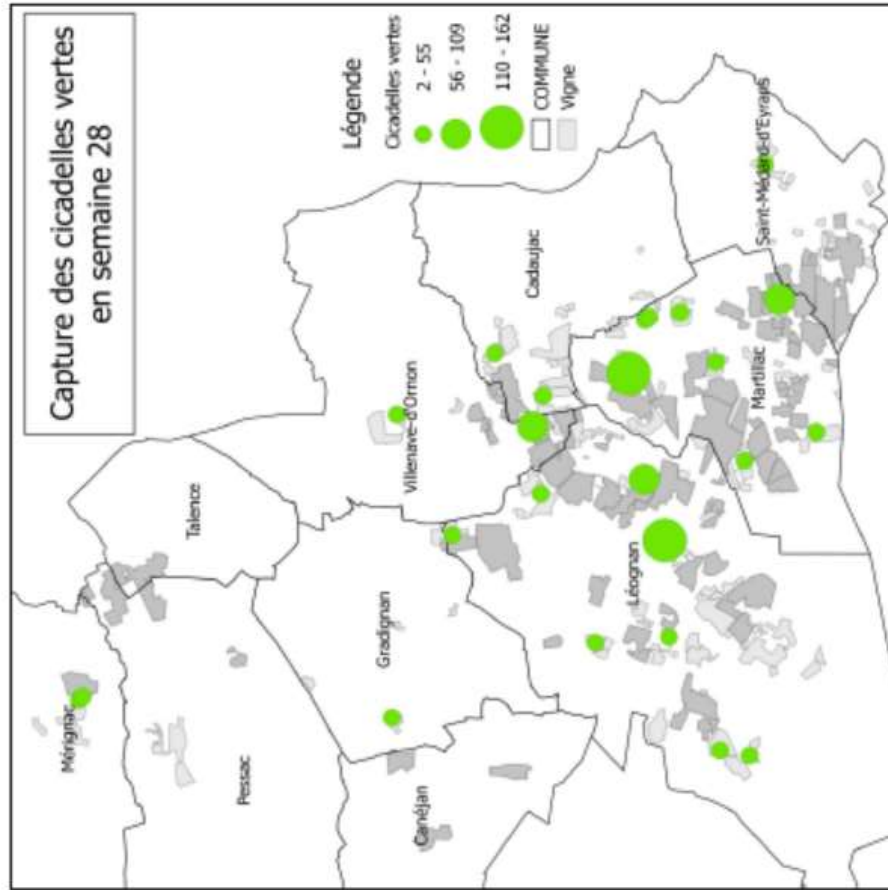 Capture des cicadelles vertes
en semaine 28
Légende
Cicadelles vertes
2 - 55
56 - 109
110 - 162
COMMUNE
Vigne
Mérignac
Talence
Pessac
Gradignan
Villenave-d'Ornon
Canéjan
Cadaujac
Léognan
Martillac
Saint-Médard-d'Eyrans